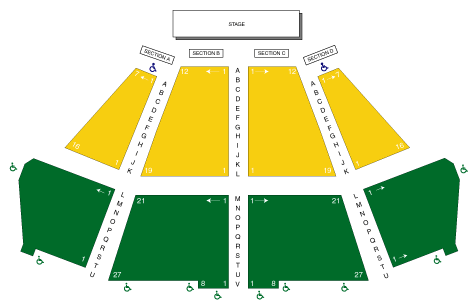 STAGE
SECTION A
SECTION B
SECTION C
SECTION D
7 1
12 1
1 12
1 7
A
B
C
D
E
F
G
H
I
J
K
A
B
C
D
E
F
G
H
I
J
K
L
A
B
C
D
E
F
G
H
I
J
K
16 1
19 1
1 19
1 16
1
21 1
1 21
1
L
M
N
O
P
Q
R
S
T
U
M
N
O
P
Q
R
S
T
U
V
L
M
N
O
P
Q
R
S
T
U
1
27
8 1
1 8
27
1